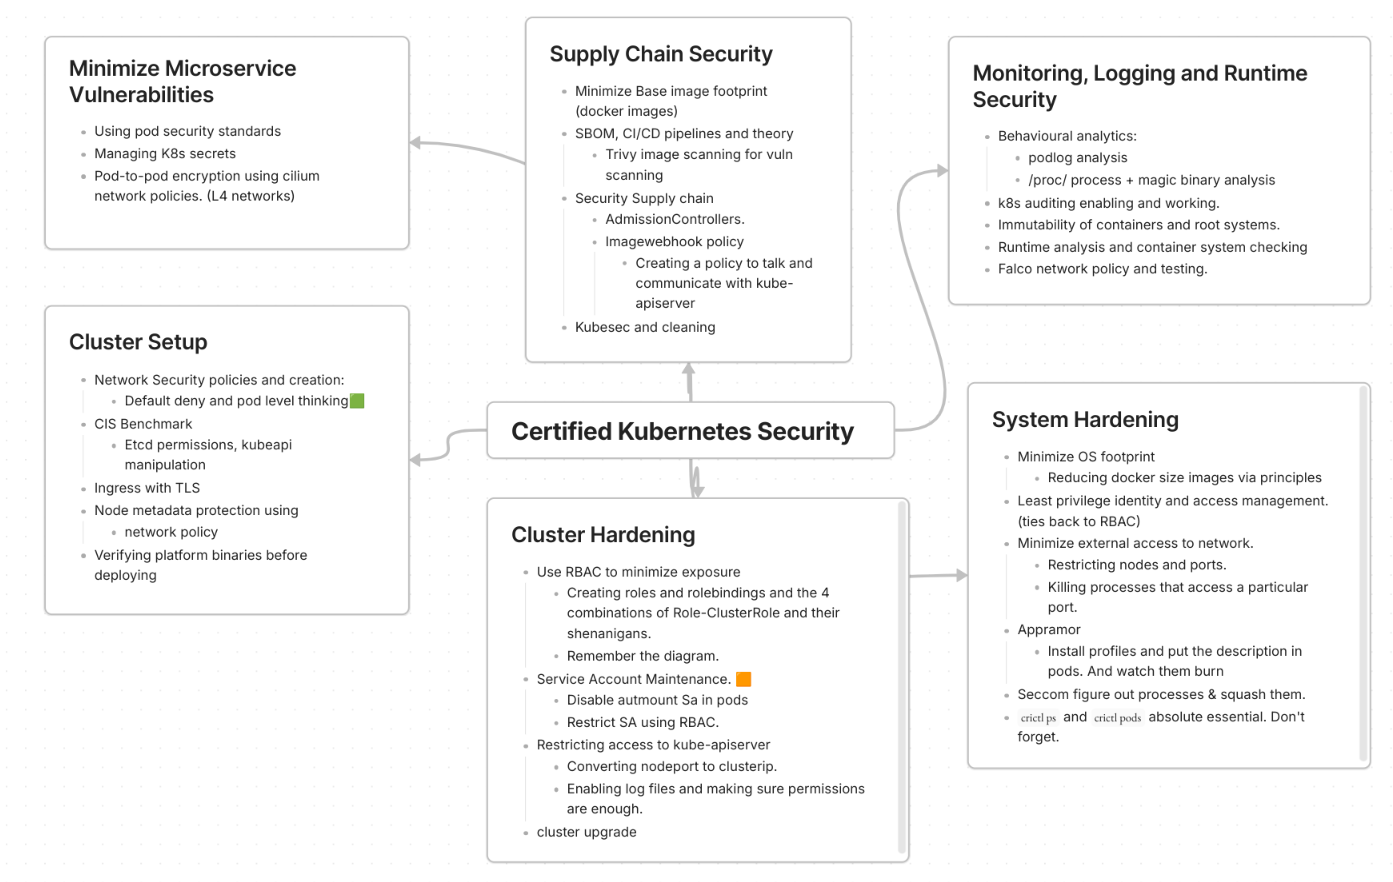 Minimize Microservice
Vulnerabilities
Using pod security standards
Managing K8s secrets
Pod-to-pod encryption using cilium
network policies. (L4 networks)
Supply Chain Security
Minimize Base image footprint
(docker images)
SBOM, CI/CD pipelines and theory
Trivy image scanning for vuln
scanning
Security Supply chain
AdmissionControllers.
Imagewebhook policy
Creating a policy to talk and
communicate with kube-
apiserver
Kubesec and cleaning
Monitoring, Logging and Runtime
Security
Behavioural analytics:
podlog analysis
/proc/ process + magic binary analysis
k8s auditing enabling and working.
Immutability of containers and root systems.
Runtime analysis and container system checking
Falco network policy and testing.
Cluster Setup
Network Security policies and creation:
Default deny and pod level thinking🟩
CIS Benchmark
Etcd permissions, kubeapi
manipulation
Ingress with TLS
Node metadata protection using
network policy
Verifying platform binaries before
deploying
Certified Kubernetes Security
Cluster Hardening
Use RBAC to minimize exposure
Creating roles and rolebindings and the 4
combinations of Role-ClusterRole and their
shenanigans.
Remember the diagram.
Service Account Maintenance. 🟧
Disable autmount Sa in pods
Restrict SA using RBAC.
Restricting access to kube-apiserver
Converting nodeport to clusterip.
Enabling log files and making sure permissions
are enough.
cluster upgrade
System Hardening
Minimize OS footprint
Reducing docker size images via principles
Least privilege identity and access management.
(ties back to RBAC)
Minimize external access to network.
Restricting nodes and ports.
Killing processes that access a particular
port.
Appramor
Install profiles and put the description in
pods. And watch them burn
Seccom figure out processes & squash them.
crictl ps and crictl pods absolute essential. Don't
forget.